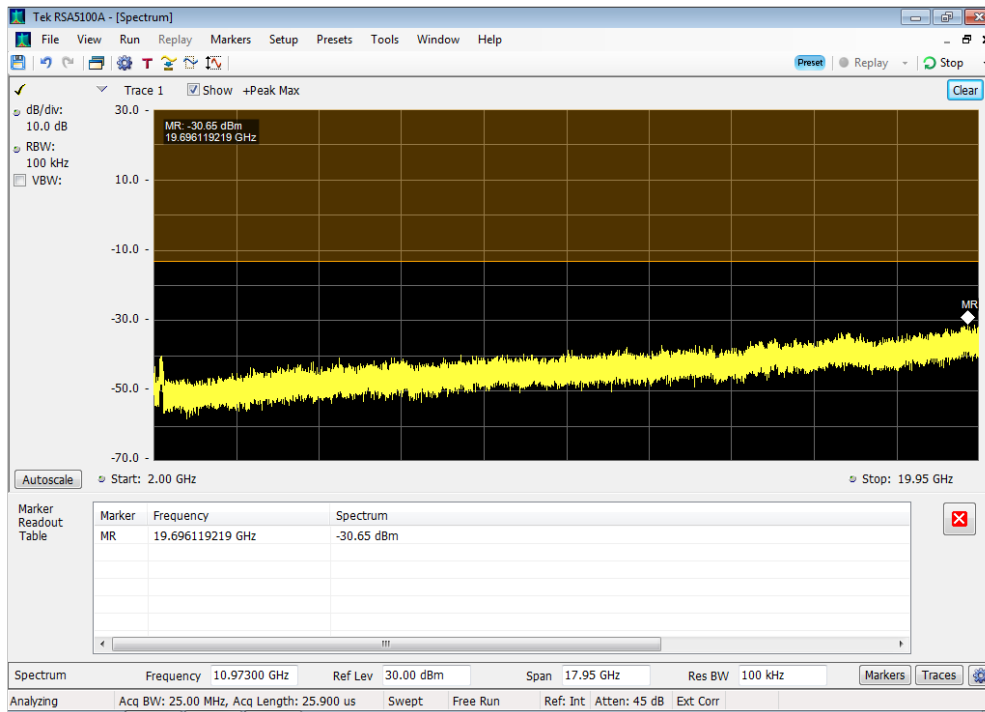 Tek RSA5100A - [Spectrum]
File View Run Replay Markers Setup Presets Tools Window Help
T Preset Replay Stop
Trace 1 Show +Peak Max Clear
dB/div:
10.0 dB
RBW:
100 kHz
VBW:
30.0
10.0
-10.0
-30.0
-50.0
-70.0
MR: -30.65 dBm
19.696119219 GHz
MR
Autoscale Start: 2.00 GHz Stop: 19.95 GHz
Marker
Readout
Table
Marker Frequency Spectrum
MR 19.696119219 GHz -30.65 dBm
Spectrum Frequency 10.97300 GHz Ref Lev 30.00 dBm Span 17.95 GHz Res BW 100 kHz Markers Traces
Analyzing Acq BW: 25.00 MHz, Acq Length: 25.900 us Swept Free Run Ref: Int Atten: 45 dB Ext Corr